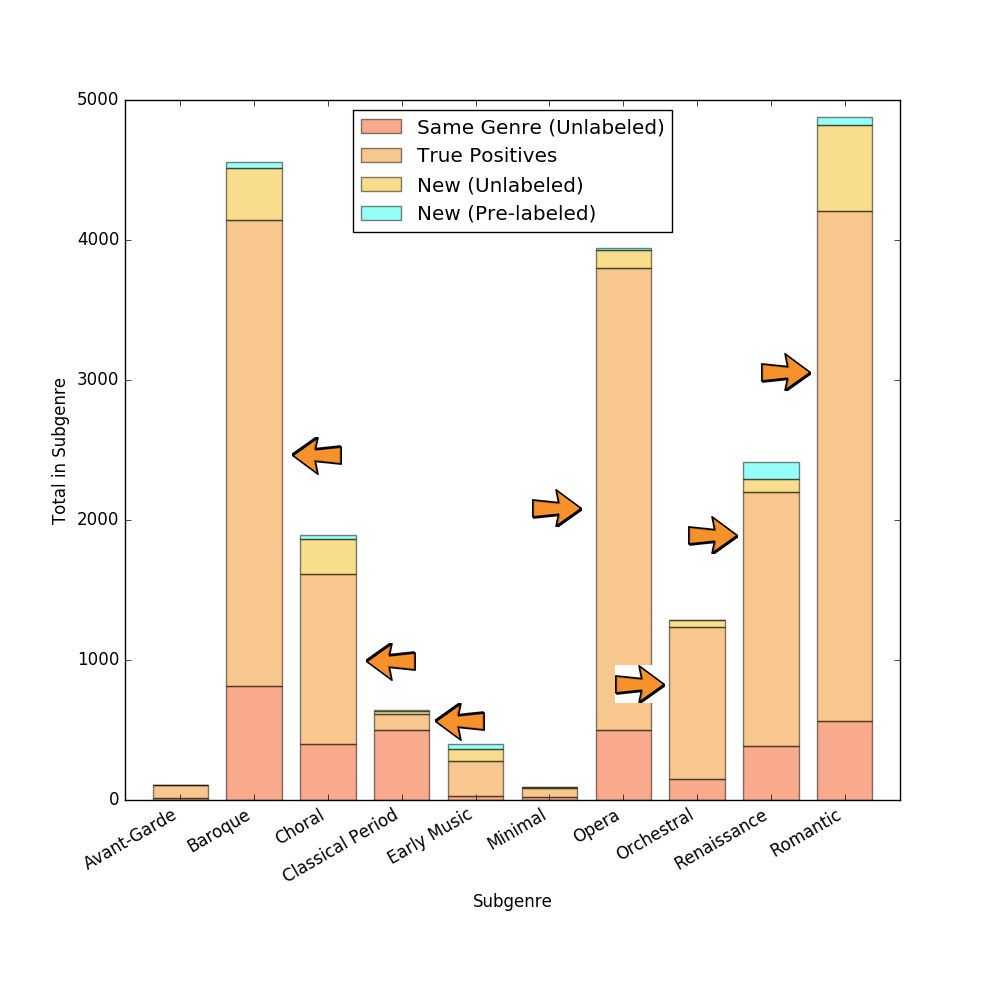 5000
4000
3000
2000
1000
0
Total in Subgenre
Same Genre (Unlabeled)
True Positives
New (Unlabeled)
New (Pre-labeled)
Avant-Garde
Baroque
Choral
Classical Period
Early Music
Minimal
Opera
Orchestral
Renaissance
Romantic
Subgenre